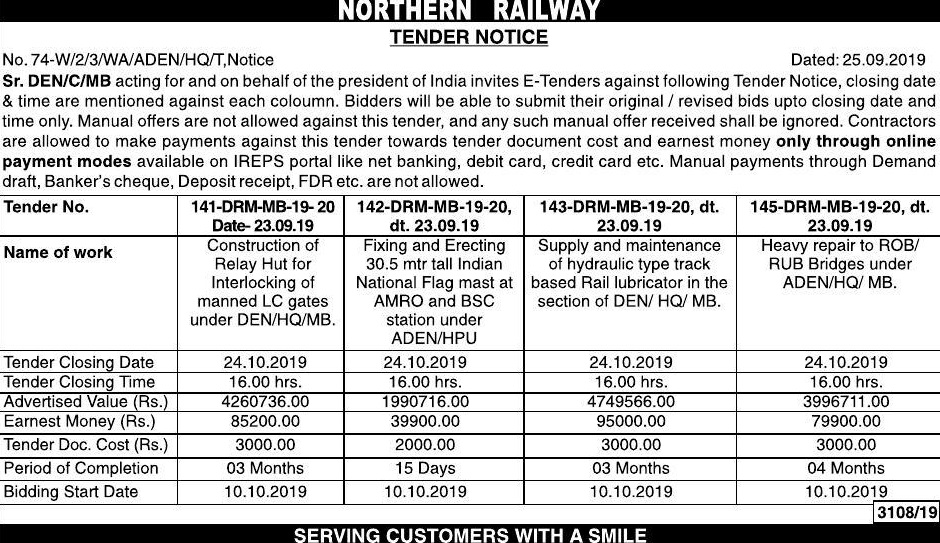 NORTHERN RAILWAY
TENDER NOTICE
No. 74-W/2/3/WA/ADEN/HQ/T,Notice Dated: 25.09.2019
Sr. DEN/C/MB acting for and on behalf of the president of India invites E-Tenders against following Tender Notice, closing date
& time are mentioned against each coloumn. Bidders will be able to submit their original / revised bids upto closing date and
time only. Manual offers are not allowed against this tender, and any such manual offer received shall be ignored. Contractors
are allowed to make payments against this tender towards tender document cost and earnest money only through online
payment modes available on IREPS portal like net banking, debit card, credit card etc. Manual payments through Demand
draft, Banker's cheque, Deposit receipt, FDR etc. are not allowed.
Tender No.
141-DRM-MB-19- 20
Date- 23.09.19
142-DRM-MB-19-20,
dt. 23.09.19
143-DRM-MB-19-20, dt.
23.09.19
145-DRM-MB-19-20, dt.
23.09.19
Name of work
Construction of
Relay Hut for
Interlocking of
manned LC gates
under DEN/HQ/MB.
Fixing and Erecting
30.5 mtr tall Indian
National Flag mast at
AMRO and BSC
station under
ADEN/HPU
Supply and maintenance
of hydraulic type track
based Rail lubricator in the
section of DEN/ HQ/ MB.
Heavy repair to ROB/
RUB Bridges under
ADEN/HQ/ MB.
Tender Closing Date 24.10.2019 24.10.2019 24.10.2019 24.10.2019
Tender Closing Time 16.00 hrs. 16.00 hrs. 16.00 hrs. 16.00 hrs.
Advertised Value (Rs.) 4260736.00 1990716.00 4749566.00 3996711.00
Earnest Money (Rs.) 85200.00 39900.00 95000.00 79900.00
Tender Doc. Cost (Rs.) 3000.00 2000.00 3000.00 3000.00
Period of Completion 03 Months 15 Days 03 Months 04 Months
Bidding Start Date 10.10.2019 10.10.2019 10.10.2019 10.10.2019
3108/19
SERVING CUSTOMERS WITH A SMILE